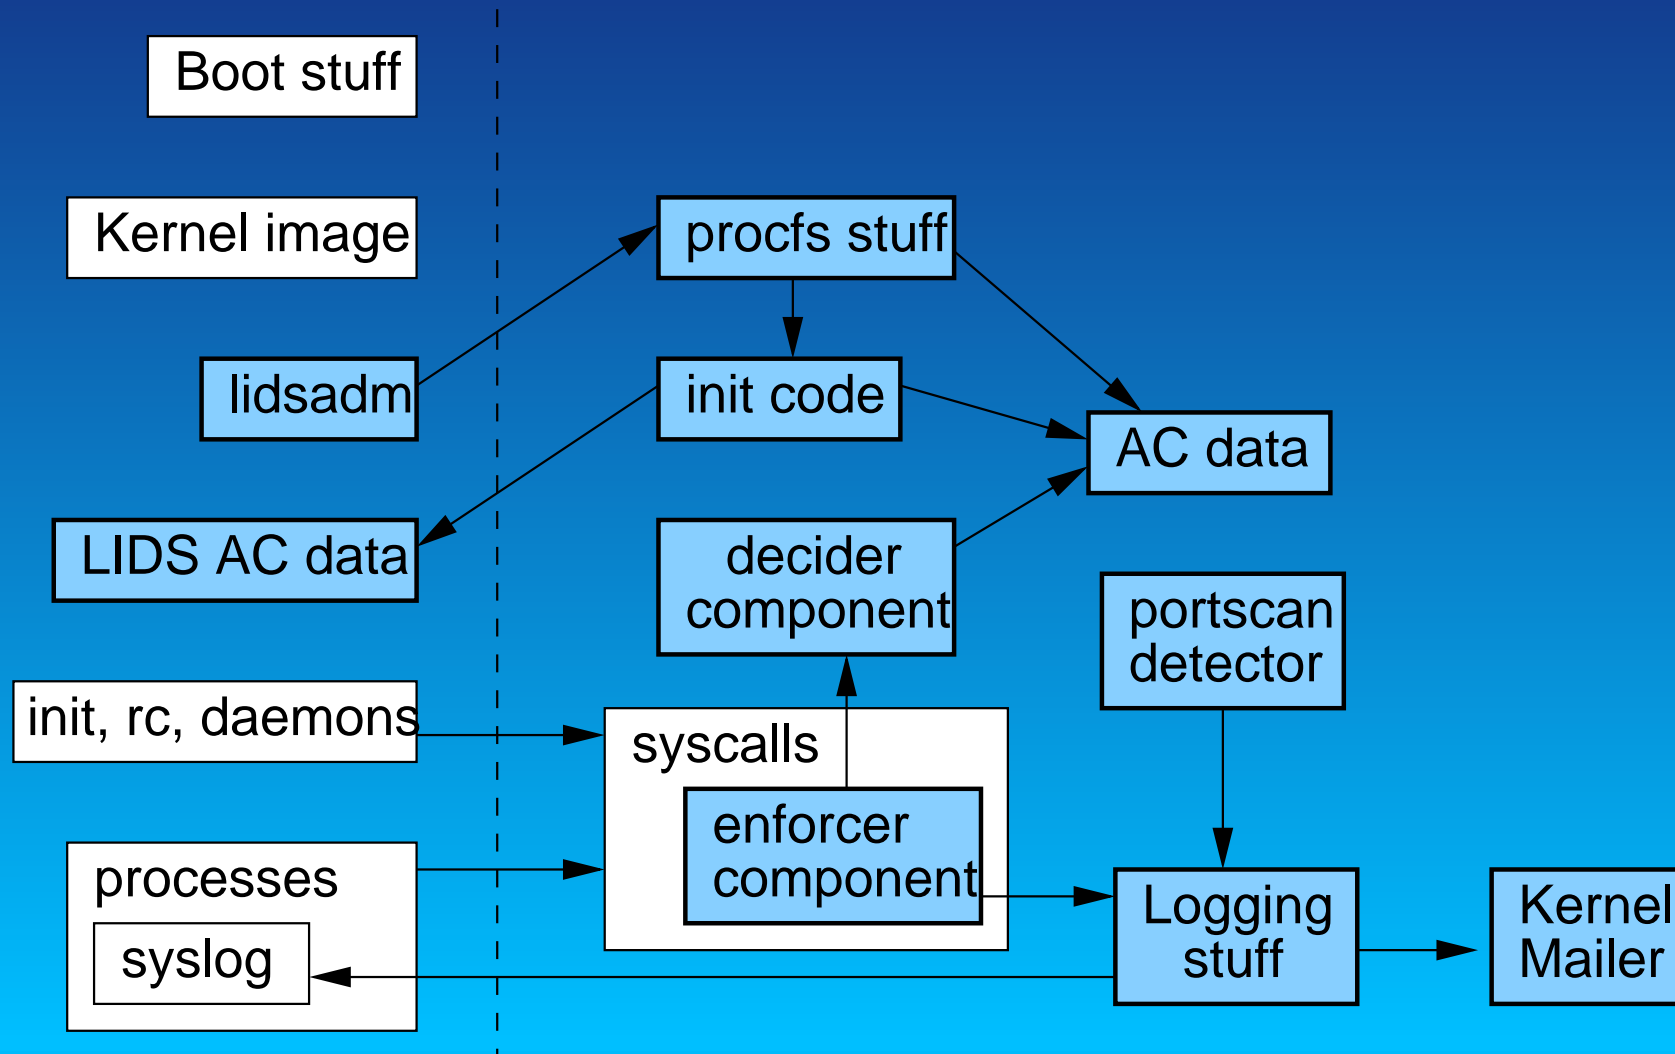 Boot stuff
Kernel image
procfs stuff
lidsadm
init code
AC data
LIDS AC data
decider
component
portscan
detector
init, rc, daemons
syscalls
enforcer
component
processes
syslog
Logging
stuff
Kernel
Mailer